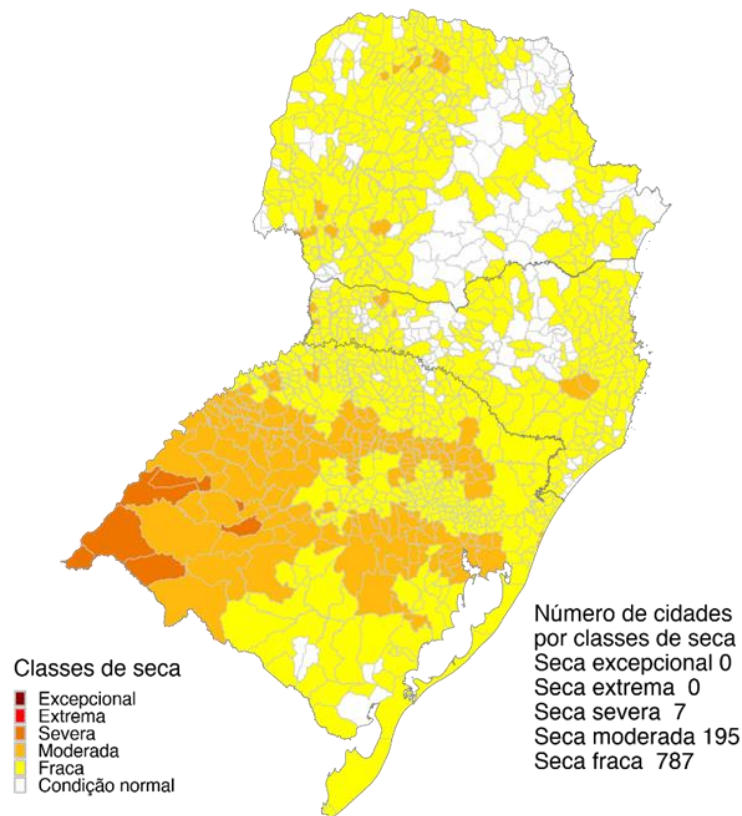 Número de cidades
por classes de seca
Seca excepcional 0
Seca extrema 0
Seca severa 7
Seca moderada 195
Seca fraca 787
Classes de seca
Excepcional
Extrema
Severa
Moderada
Fraca
Condição normal